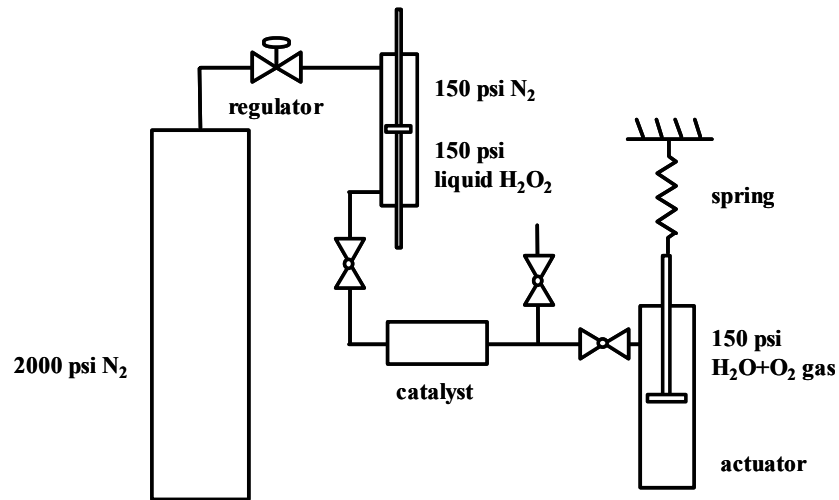 regulator
150 psi N₂
150 psi
liquid H₂O₂
spring
2000 psi N₂
catalyst
150 psi
H₂O+O₂ gas
actuator